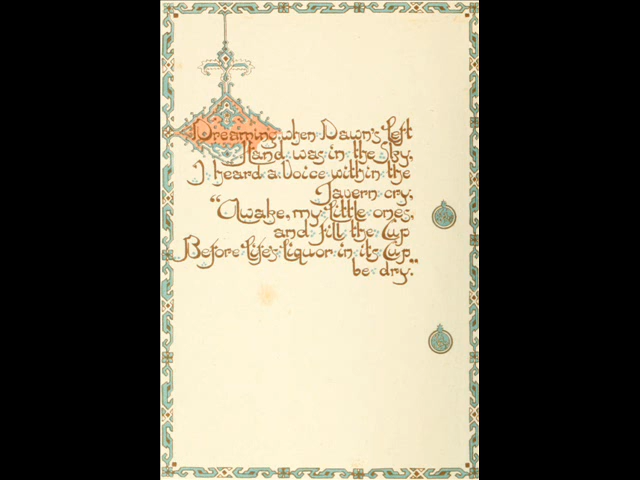 Dreaming when Dawn's Left
Hand was in the Sky,
I heard a Voice within the
Tavern cry,
"Awake, my Little ones,
and fill the Cup
Before Life's Liquor in its Cup
be dry."